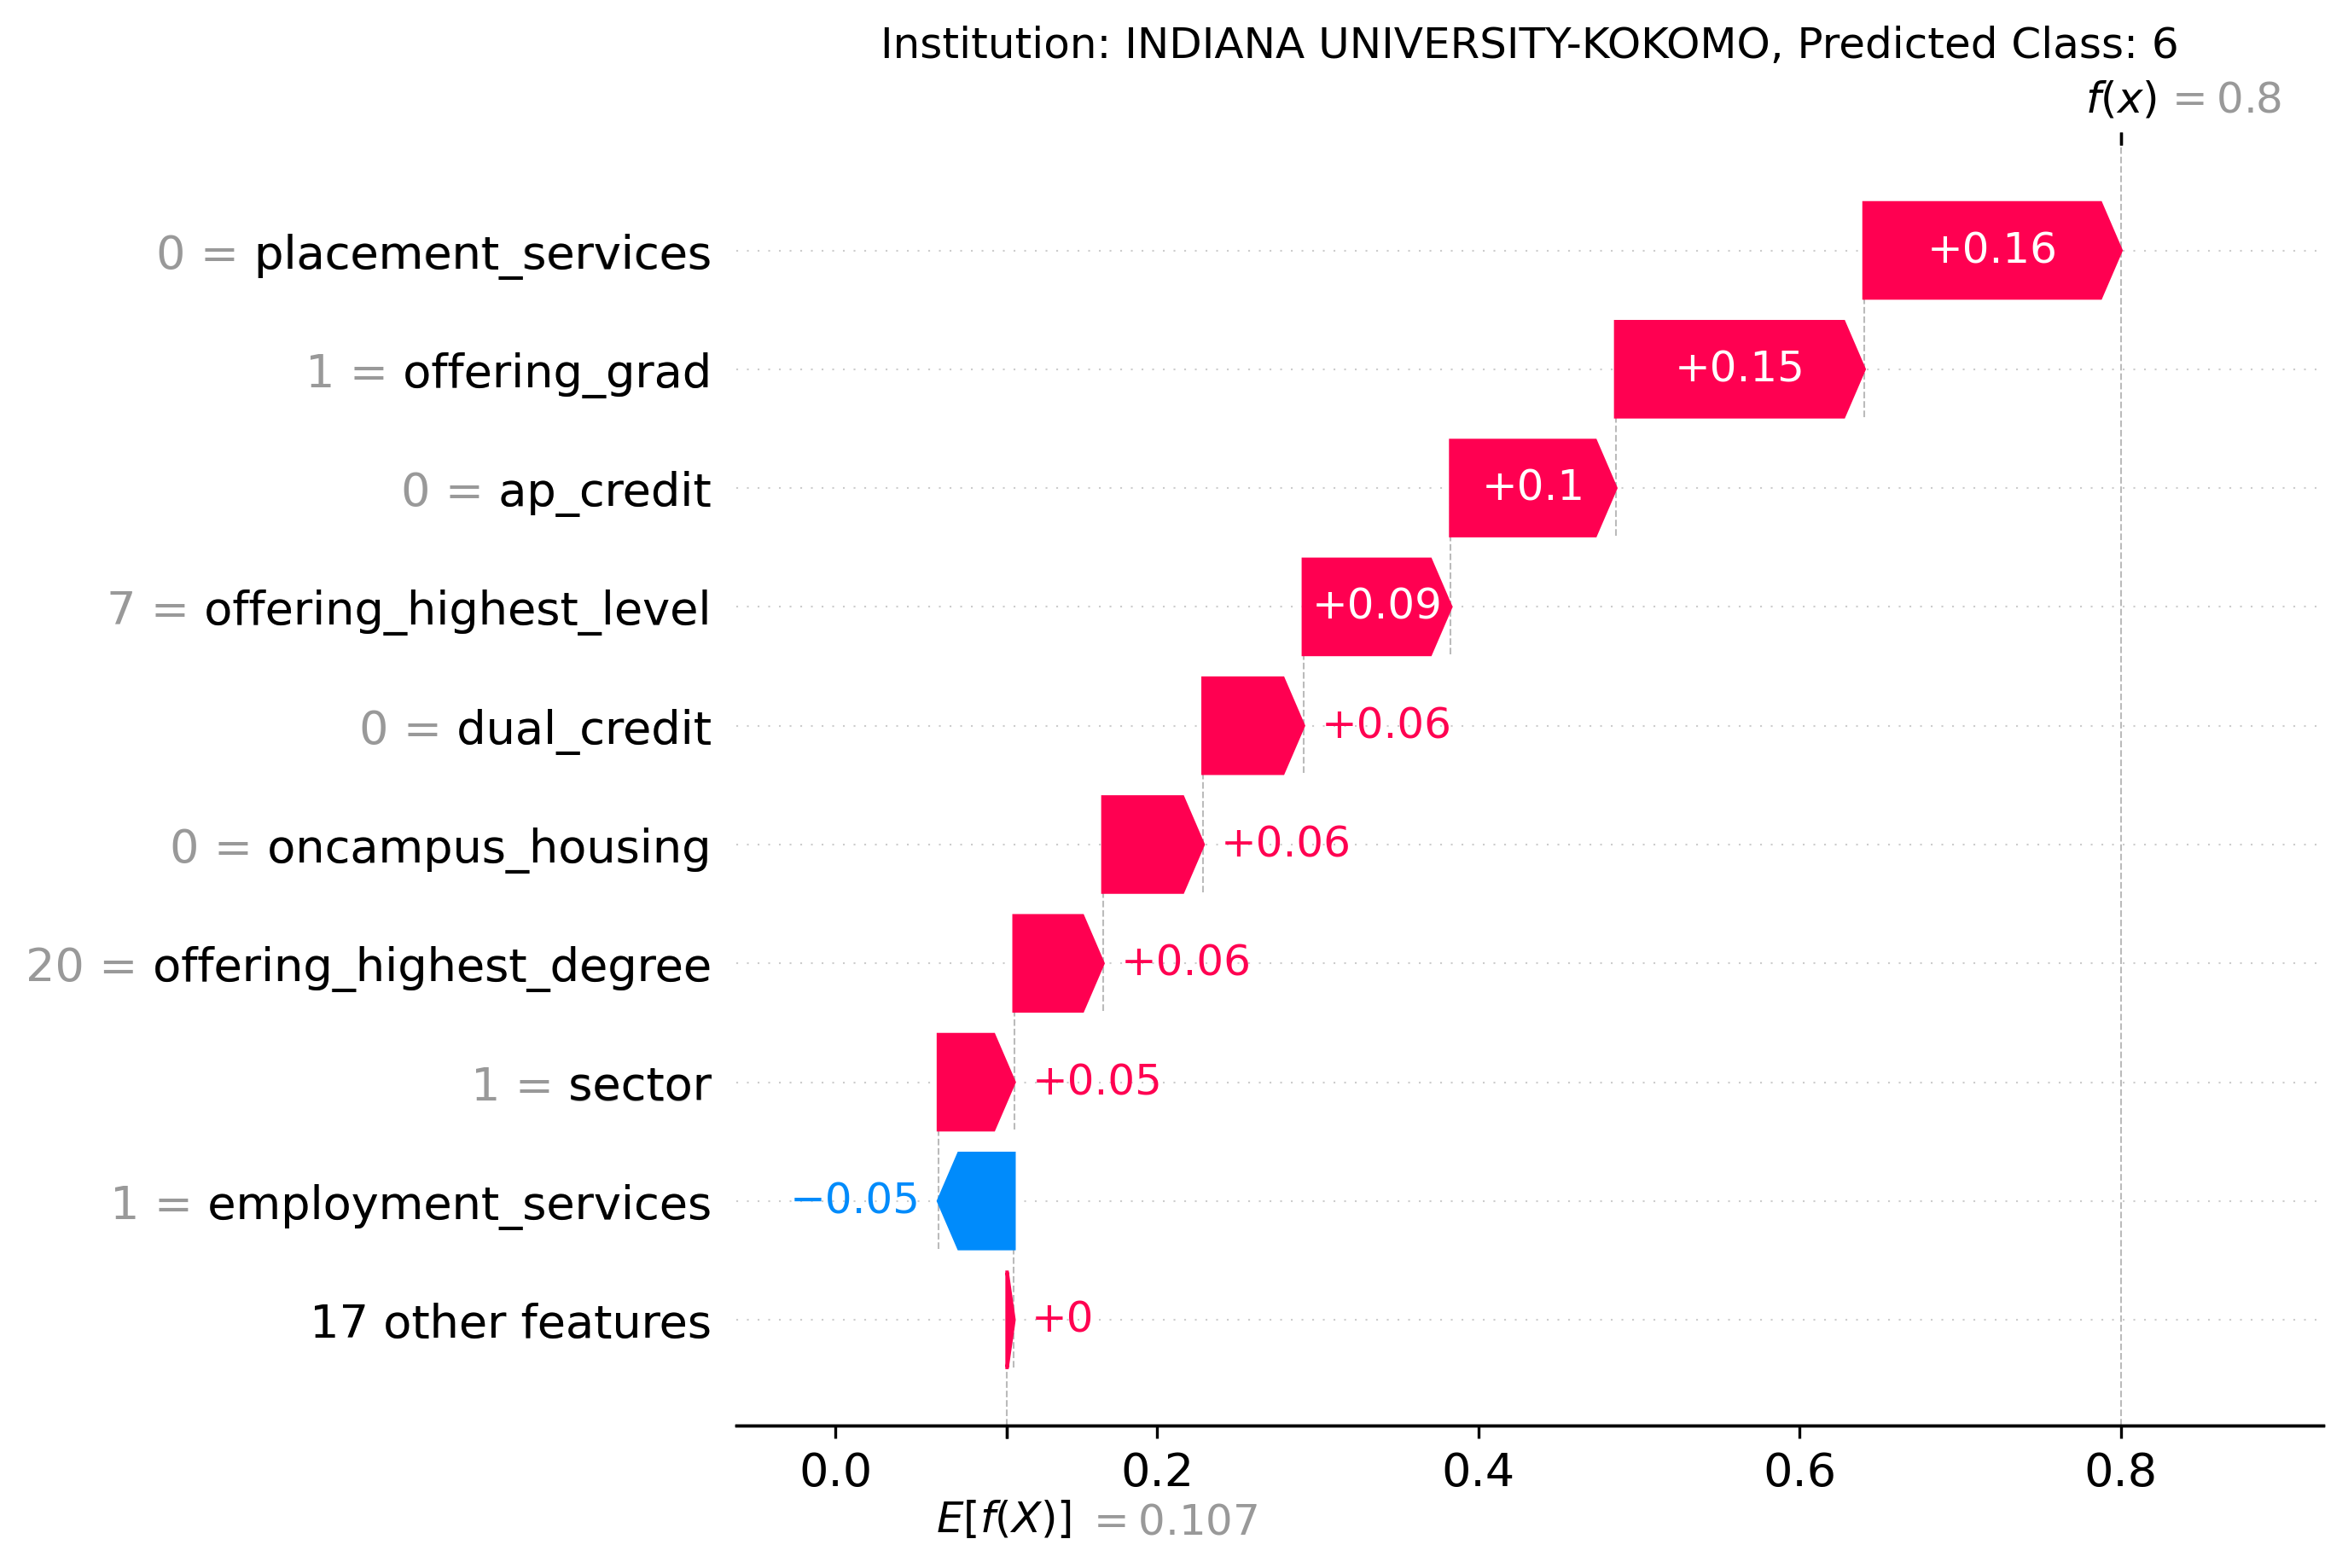 Institution: INDIANA UNIVERSITY-KOKOMO, Predicted Class: 6
f(x) = 0.8
0 = placement_services +0.16
1 = offering_grad +0.15
0 = ap_credit +0.1
7 = offering_highest_level +0.09
0 = dual_credit +0.06
0 = oncampus_housing +0.06
20 = offering_highest_degree +0.06
1 = sector +0.05
1 = employment_services −0.05
17 other features +0
0.0 0.2 0.4 0.6 0.8
E[f(X)] = 0.107